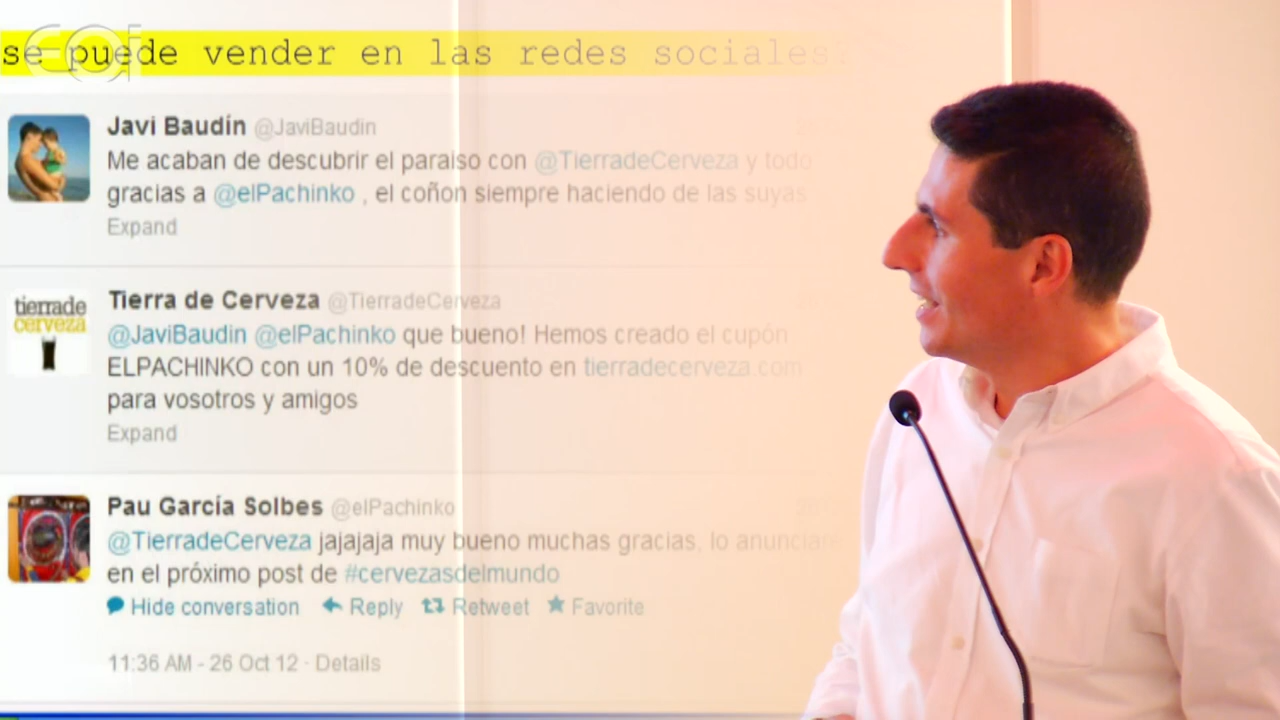 eoi
se puede vender en las redes sociales?
Javi Baudín @JaviBaudin
Me acaban de descubrir el paraiso con @TierradeCerveza y todo
gracias a @elPachinko , el coñon siempre haciendo de las suyas
Expand
tierrade
cerveza
Tierra de Cerveza @TierradeCerveza
@JaviBaudin @elPachinko que bueno! Hemos creado el cupón
ELPACHINKO con un 10% de descuento en tierradecerveza.com
para vosotros y amigos
Expand
Pau García Solbes @elPachinko
@TierradeCerveza jajajaja muy bueno muchas gracias, lo
en el próximo post de #cervezasdelmundo
Hide conversation Reply Retweet Favorite
11:36 AM - 26 Oct 12 · Details